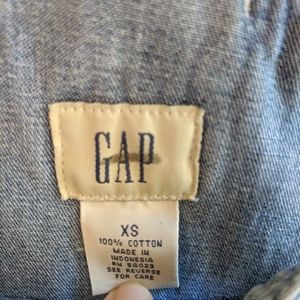 GAP
XS
100% COTTON
MADE IN
INDONESIA
RN 54023
SEE REVERSE
FOR CARE